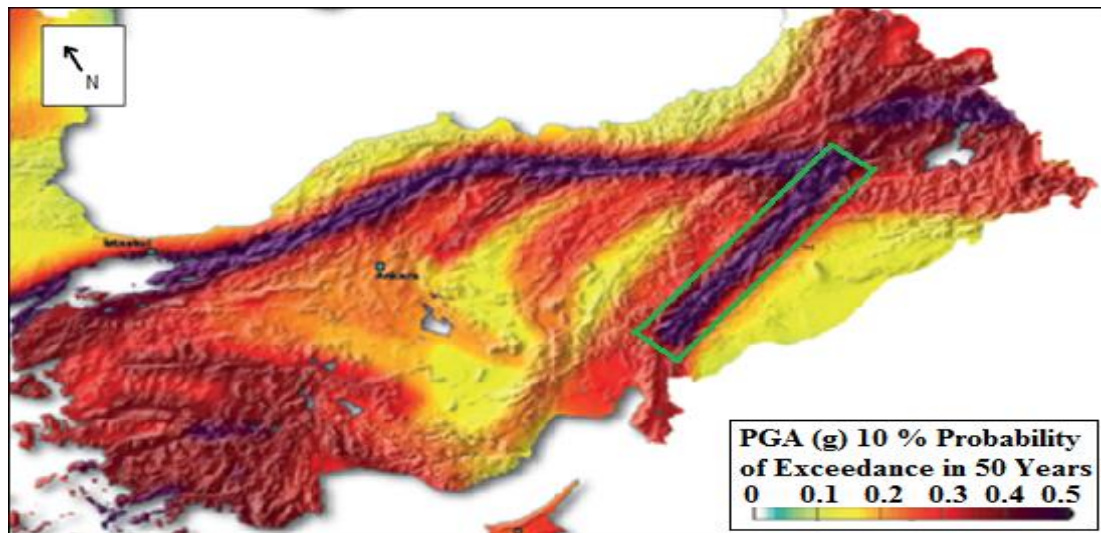 N
Istanbul
Ankara
PGA (g) 10 % Probability
of Exceedance in 50 Years
0 0.1 0.2 0.3 0.4 0.5